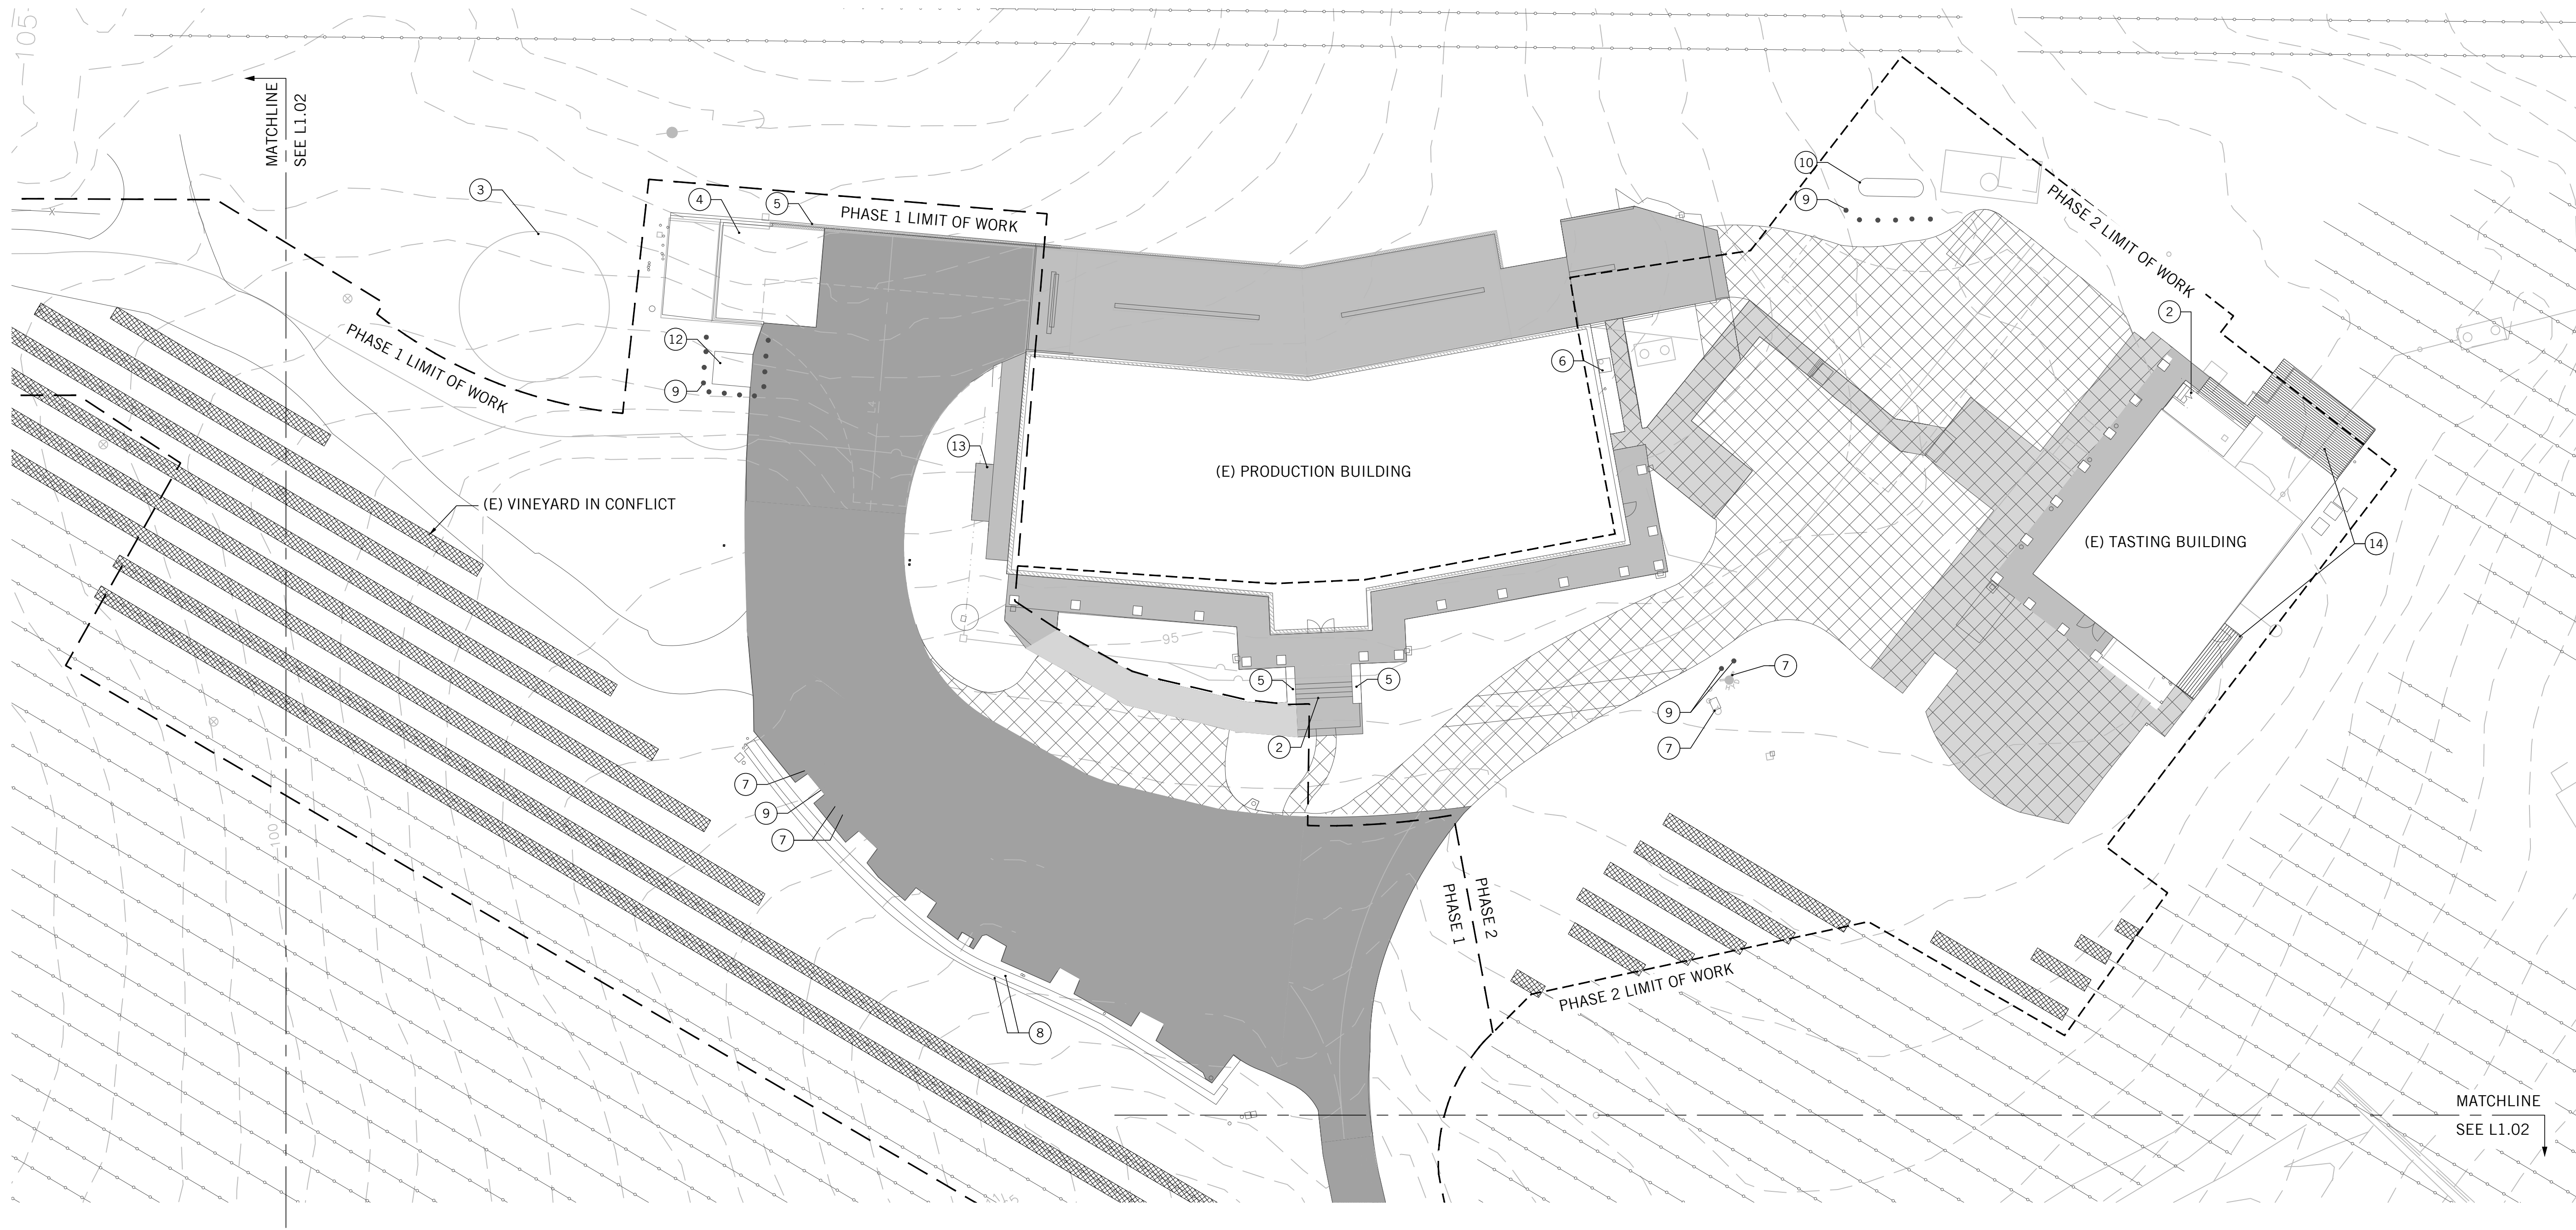 105
MATCHLINE
SEE L1.02
3
4
5
PHASE 1 LIMIT OF WORK
10
9
PHASE 2 LIMIT OF WORK
2
PHASE 1 LIMIT OF WORK
12
9
6
13
(E) PRODUCTION BUILDING
(E) VINEYARD IN CONFLICT
(E) TASTING BUILDING
14
95
5
5
7
9
2
7
7
9
7
100
PHASE 1
PHASE 2
PHASE 2 LIMIT OF WORK
8
MATCHLINE
SEE L1.02